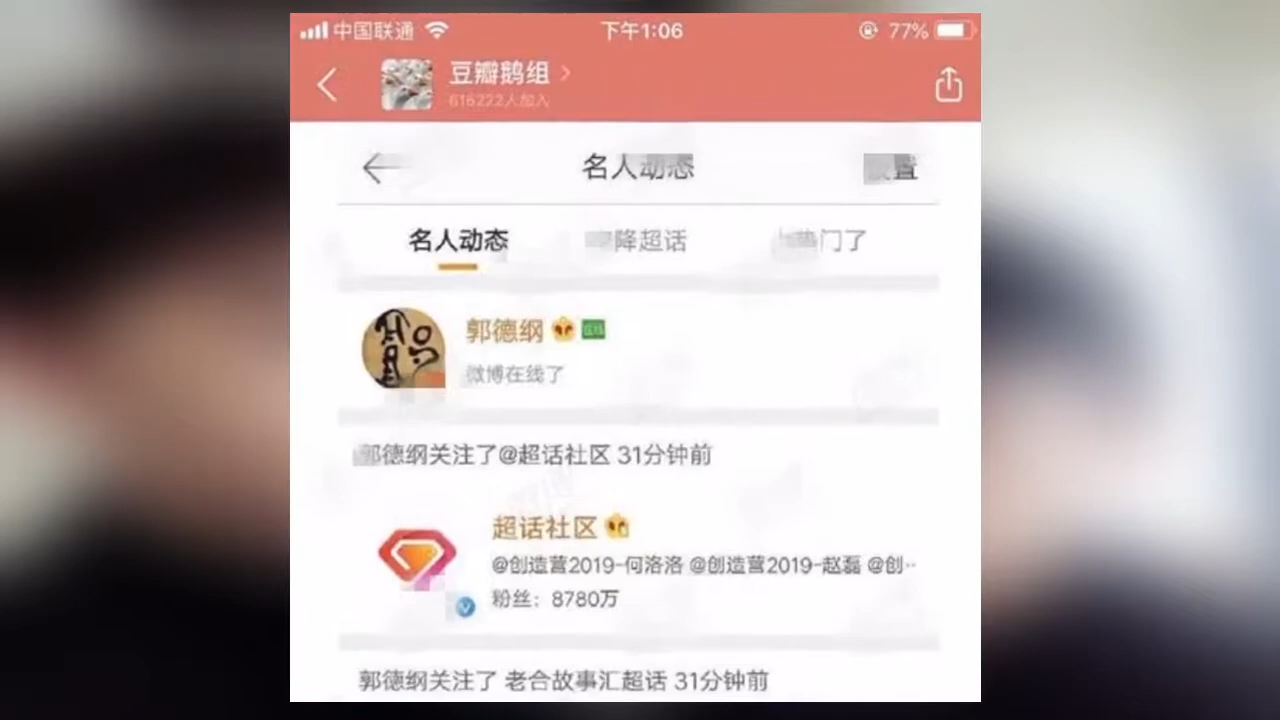 中国联通 下午1:06 77%
豆瓣鹅组
616222人加入
名人动态 设置
名人动态 降超话 热门了
郭德纲
微博在线了
郭德纲关注了@超话社区 31分钟前
超话社区
@创造营2019-何洛洛 @创造营2019-赵磊 @创··
粉丝：8780万
郭德纲关注了 老合故事汇超话 31分钟前